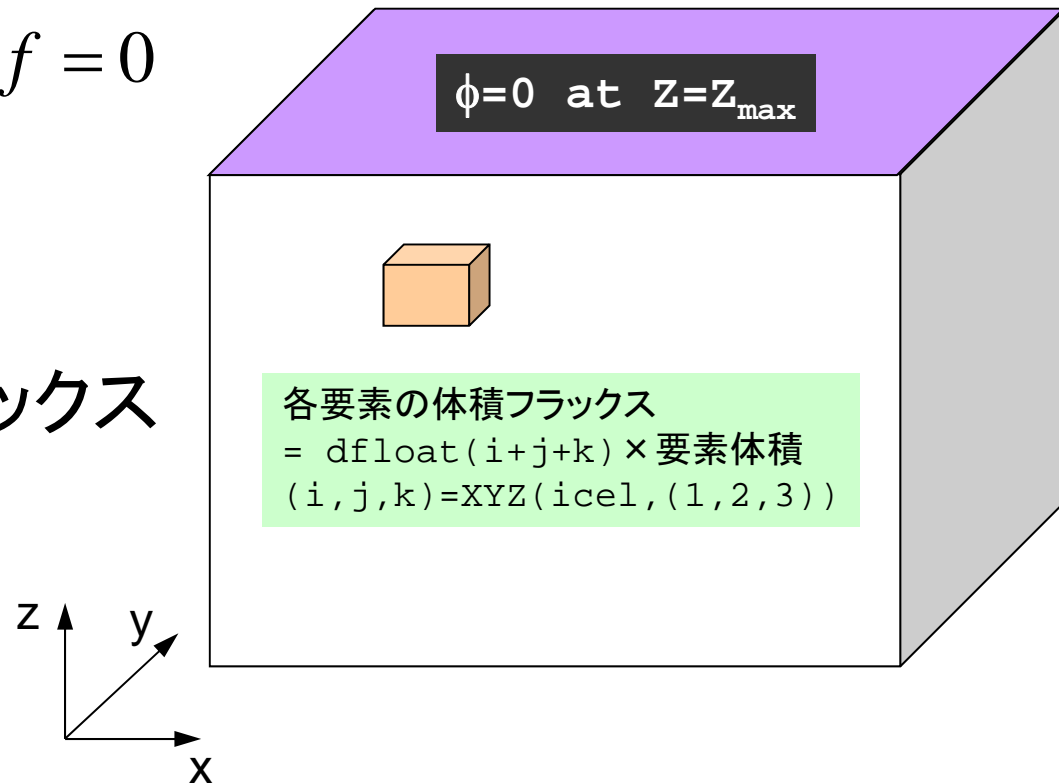 f = 0
φ=0 at Z=Zmax
ックス
各要素の体積フラックス
= dfloat(i+j+k)×要素体積
(i,j,k)=XYZ(icel,(1,2,3))
z
y
x